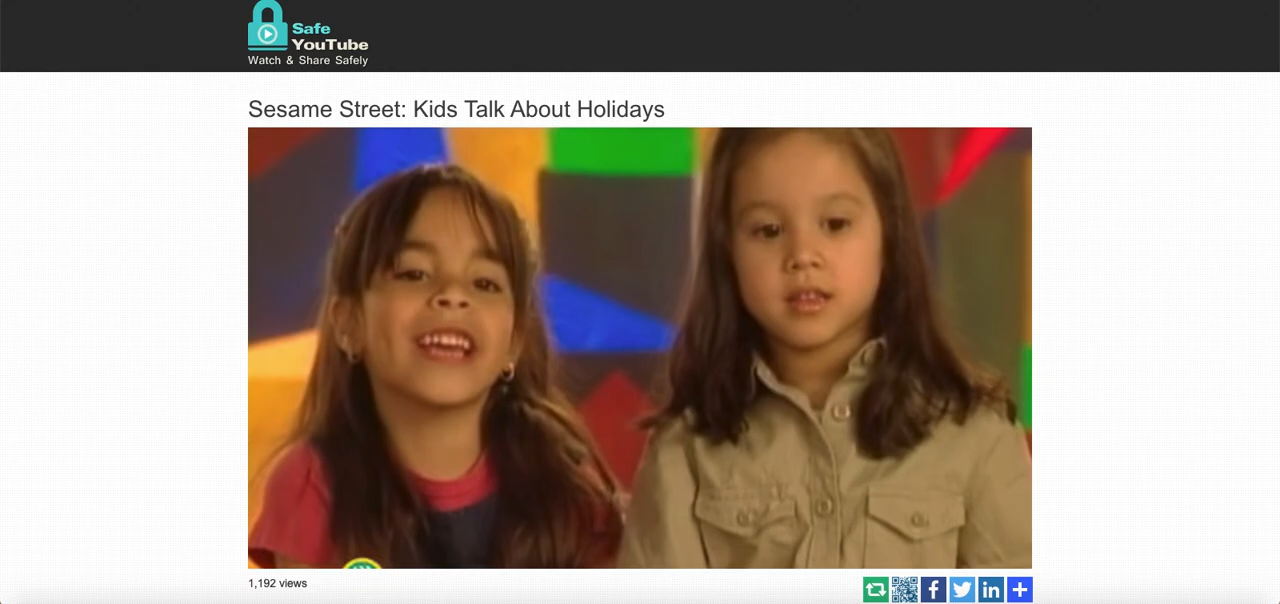 Safe
YouTube
Watch & Share Safely
Sesame Street: Kids Talk About Holidays
1,192 views